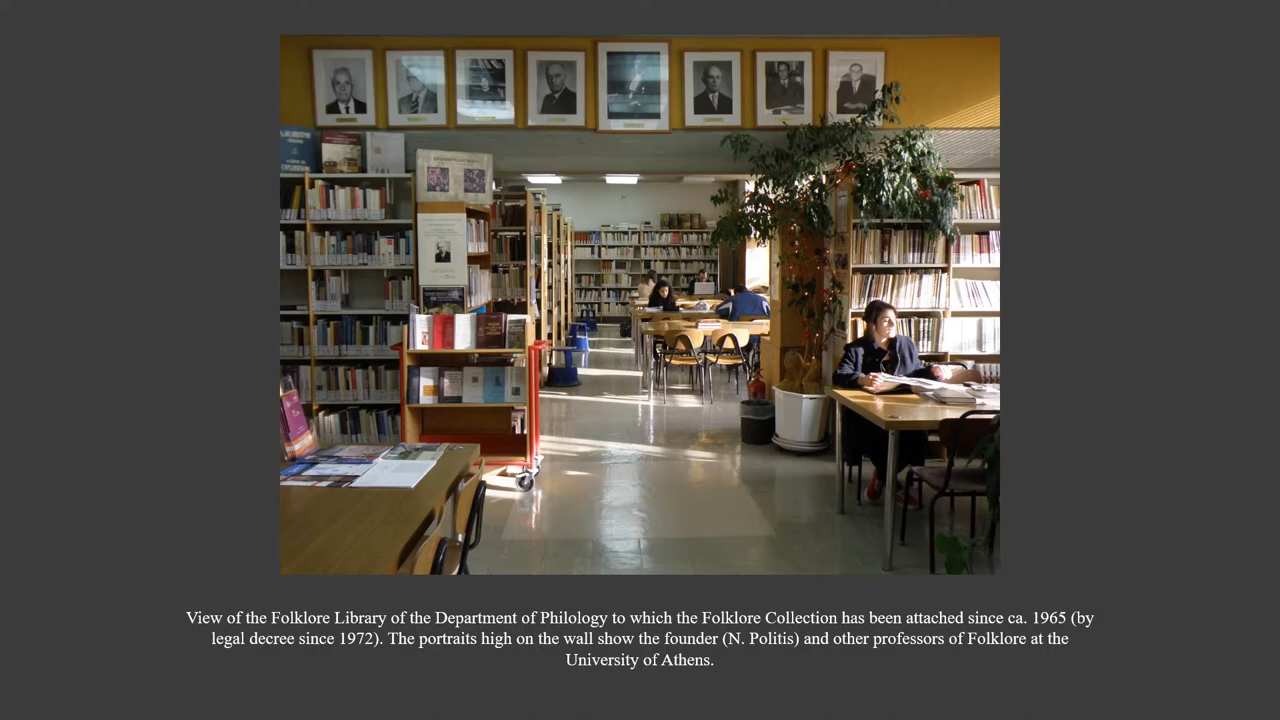 View of the Folklore Library of the Department of Philology to which the Folklore Collection has been attached since ca. 1965 (by
legal decree since 1972). The portraits high on the wall show the founder (N. Politis) and other professors of Folklore at the
University of Athens.